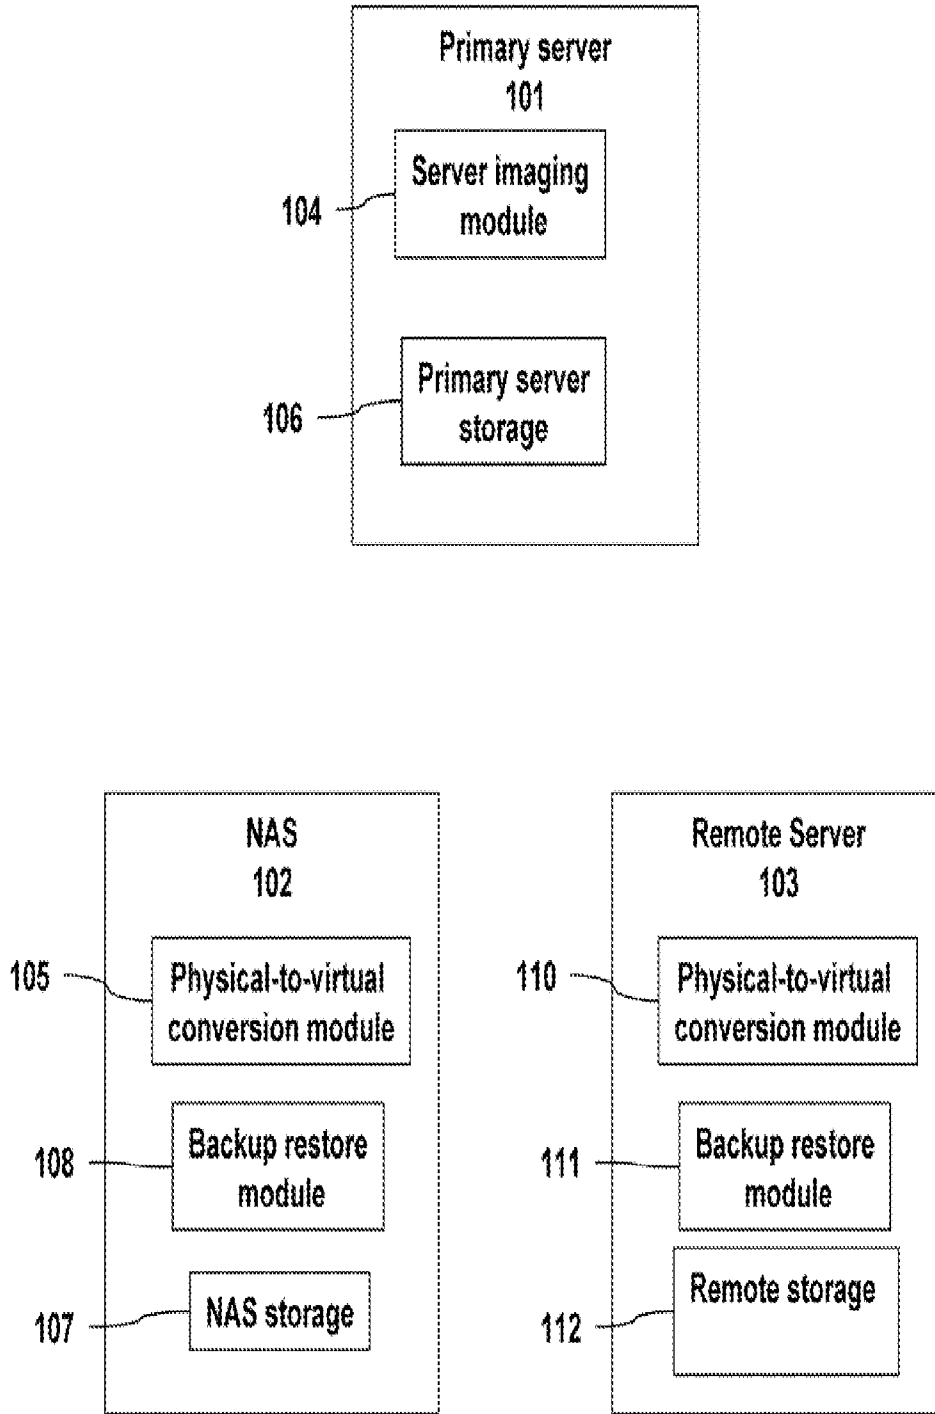 Primary server
101
Server imaging
module
104
Primary server
storage
106
NAS
102
Physical-to-virtual
conversion module
105
Backup restore
module
108
NAS storage
107
Remote Server
103
Physical-to-virtual
conversion module
110
Backup restore
module
111
Remote storage
112